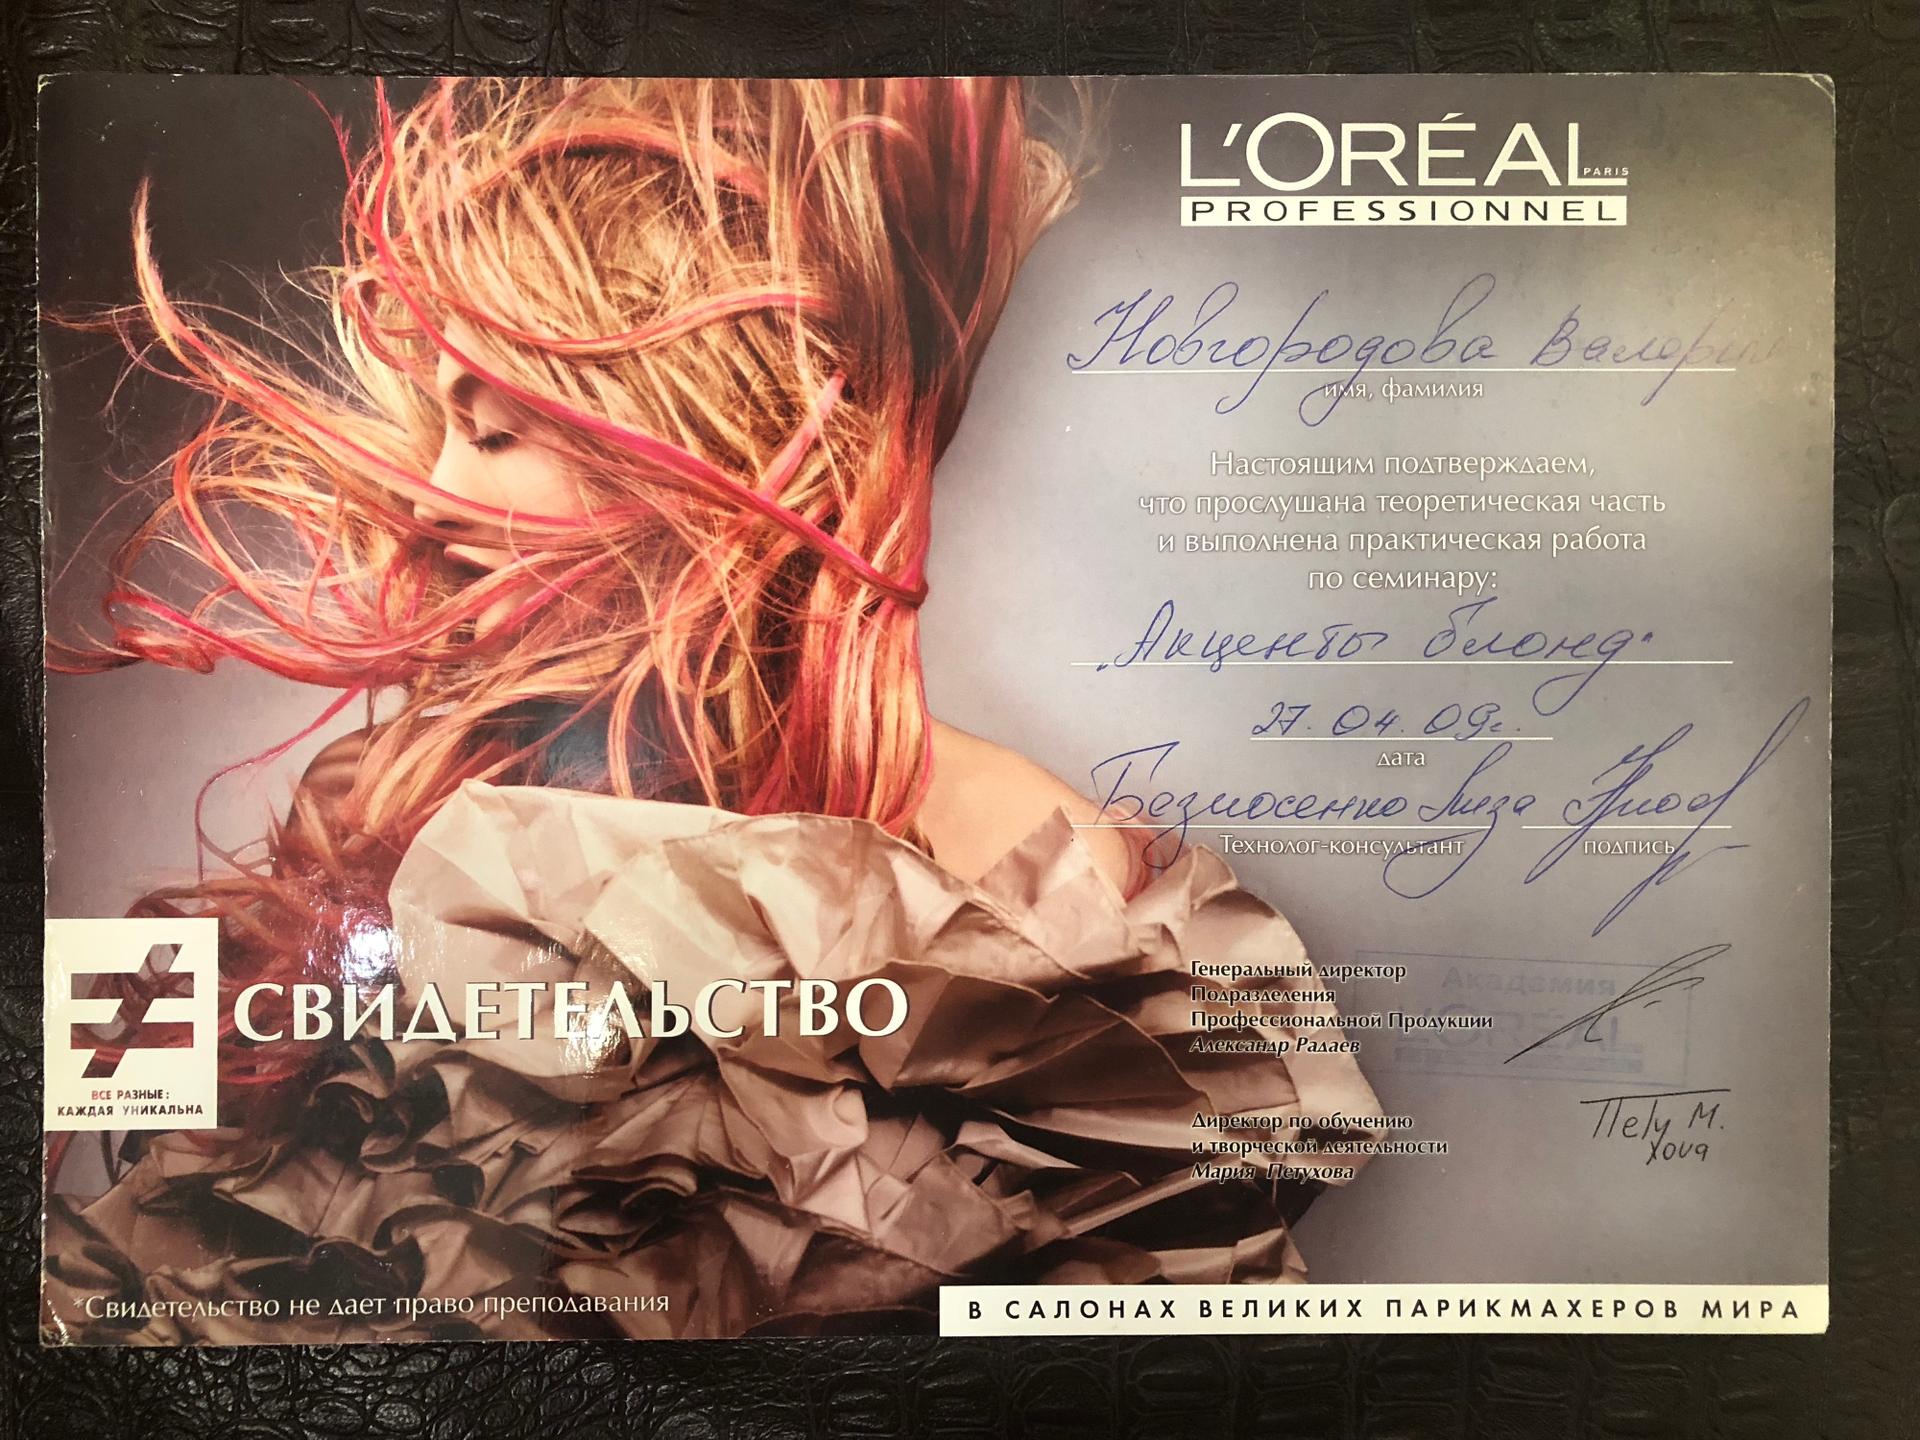 L'ORÉAL
PARIS
PROFESSIONNEL
Новгородова Валерия
имя, фамилия
Настоящим подтверждаем,
что прослушана теоретическая часть
и выполнена практическая работа
по семинару:
„Акценты блонд"
27.04.09г.
дата
Лиза
Технолог-консультант подпись
Генеральный директор
Подразделения
Профессиональной Продукции
Александр Радаев
Академия
L'ORÉAL
Директор по обучению
и творческой деятельности
Мария Петухова
Пету М.
хова
≠
СВИДЕТЕЛЬСТВО
ВСЕ РАЗНЫЕ:
КАЖДАЯ УНИКАЛЬНА
*Свидетельство не дает право преподавания
В САЛОНАХ ВЕЛИКИХ ПАРИКМАХЕРОВ МИРА